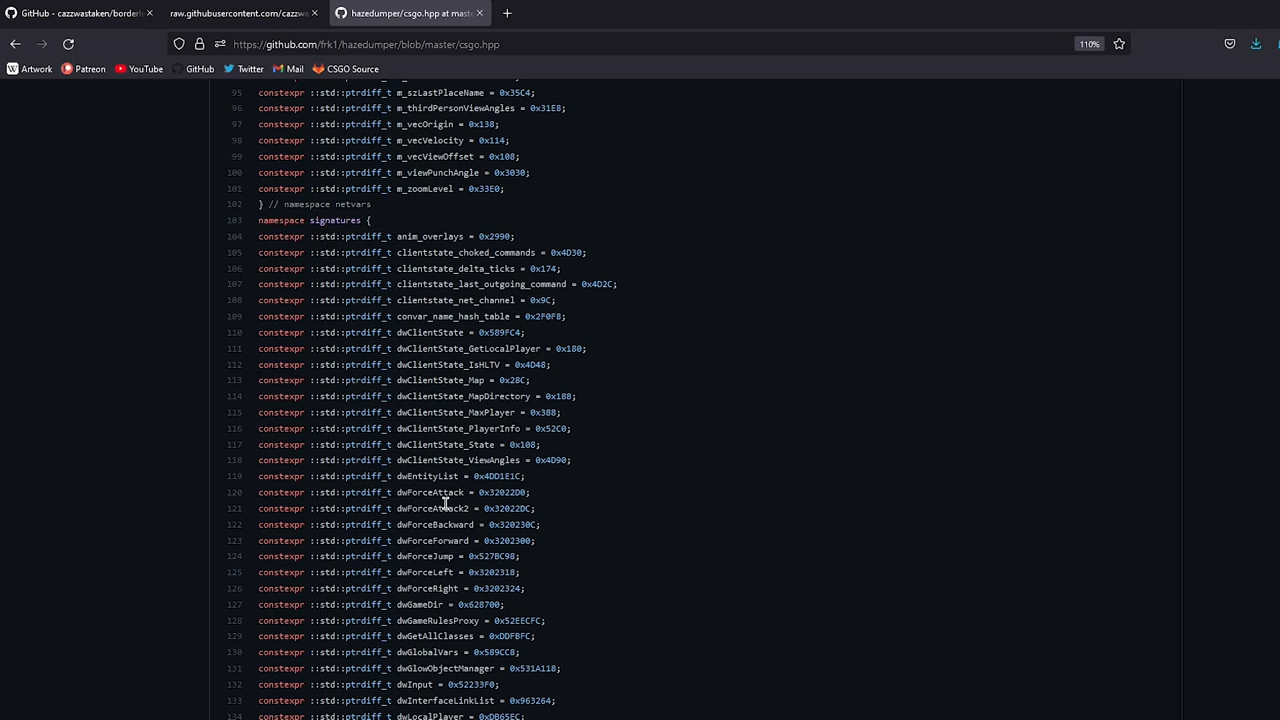 GitHub - cazzwastaken/borderle
raw.githubusercontent.com/cazzwa
hazedumper/csgo.hpp at maste
https://github.com/frk1/hazedumper/blob/master/csgo.hpp
110%
Artwork Patreon YouTube GitHub Twitter Mail CSGO Source
95 constexpr ::std::ptrdiff_t m_szLastPlaceName = 0x35C4;
96 constexpr ::std::ptrdiff_t m_thirdPersonViewAngles = 0x31E8;
97 constexpr ::std::ptrdiff_t m_vecOrigin = 0x138;
98 constexpr ::std::ptrdiff_t m_vecVelocity = 0x114;
99 constexpr ::std::ptrdiff_t m_vecViewOffset = 0x108;
100 constexpr ::std::ptrdiff_t m_viewPunchAngle = 0x3030;
101 constexpr ::std::ptrdiff_t m_zoomLevel = 0x33E0;
102 } // namespace netvars
103 namespace signatures {
104 constexpr ::std::ptrdiff_t anim_overlays = 0x2990;
105 constexpr ::std::ptrdiff_t clientstate_choked_commands = 0x4D30;
106 constexpr ::std::ptrdiff_t clientstate_delta_ticks = 0x174;
107 constexpr ::std::ptrdiff_t clientstate_last_outgoing_command = 0x4D2C;
108 constexpr ::std::ptrdiff_t clientstate_net_channel = 0x9C;
109 constexpr ::std::ptrdiff_t convar_name_hash_table = 0x2F0F8;
110 constexpr ::std::ptrdiff_t dwClientState = 0x589FC4;
111 constexpr ::std::ptrdiff_t dwClientState_GetLocalPlayer = 0x180;
112 constexpr ::std::ptrdiff_t dwClientState_IsHLTV = 0x4D48;
113 constexpr ::std::ptrdiff_t dwClientState_Map = 0x28C;
114 constexpr ::std::ptrdiff_t dwClientState_MapDirectory = 0x188;
115 constexpr ::std::ptrdiff_t dwClientState_MaxPlayer = 0x388;
116 constexpr ::std::ptrdiff_t dwClientState_PlayerInfo = 0x52C0;
117 constexpr ::std::ptrdiff_t dwClientState_State = 0x108;
118 constexpr ::std::ptrdiff_t dwClientState_ViewAngles = 0x4D90;
119 constexpr ::std::ptrdiff_t dwEntityList = 0x4DD1E1C;
120 constexpr ::std::ptrdiff_t dwForceAttack = 0x32022D0;
121 constexpr ::std::ptrdiff_t dwForceAttack2 = 0x32022DC;
122 constexpr ::std::ptrdiff_t dwForceBackward = 0x320230C;
123 constexpr ::std::ptrdiff_t dwForceForward = 0x3202300;
124 constexpr ::std::ptrdiff_t dwForceJump = 0x527BC98;
125 constexpr ::std::ptrdiff_t dwForceLeft = 0x3202318;
126 constexpr ::std::ptrdiff_t dwForceRight = 0x3202324;
127 constexpr ::std::ptrdiff_t dwGameDir = 0x628700;
128 constexpr ::std::ptrdiff_t dwGameRulesProxy = 0x52EECFC;
129 constexpr ::std::ptrdiff_t dwGetAllClasses = 0xDDFBFC;
130 constexpr ::std::ptrdiff_t dwGlobalVars = 0x589CC8;
131 constexpr ::std::ptrdiff_t dwGlowObjectManager = 0x531A118;
132 constexpr ::std::ptrdiff_t dwInput = 0x52233F0;
133 constexpr ::std::ptrdiff_t dwInterfaceLinkList = 0x963264;
134 constexpr ::std::ptrdiff_t dwLocalPlayer = 0xDB65EC;